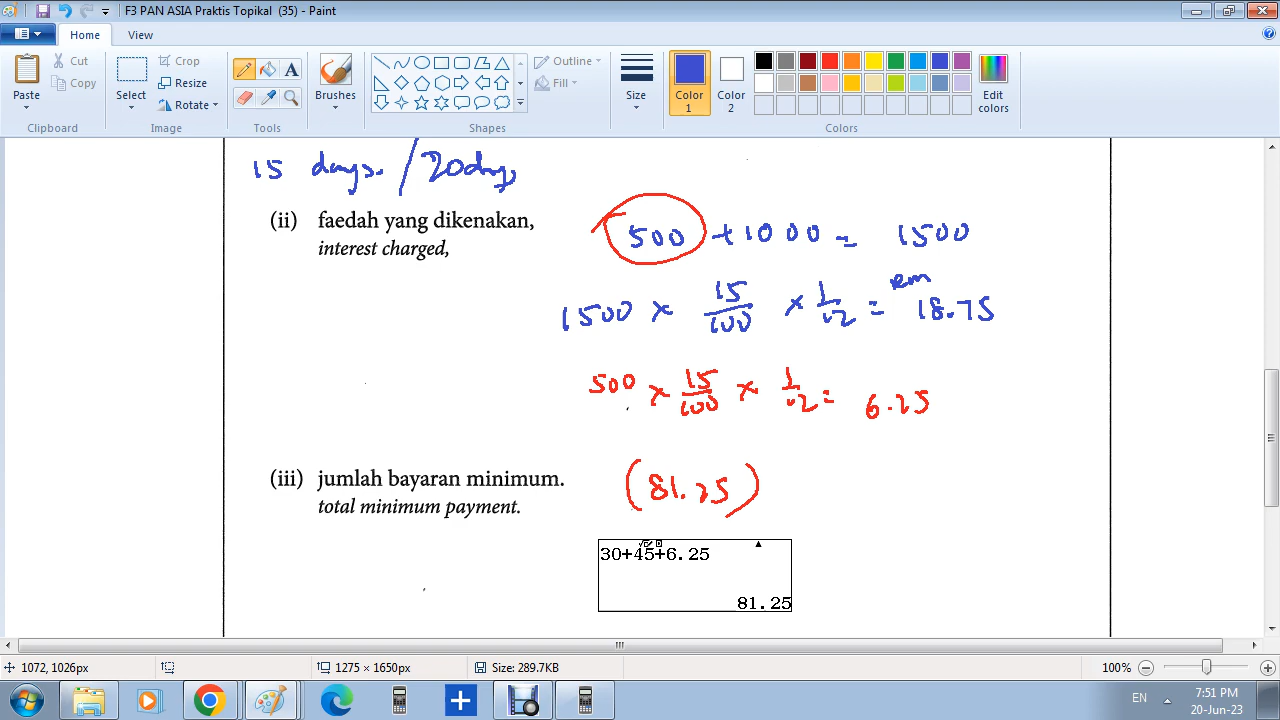 F3 PAN ASIA Praktis Topikal (35) - Paint
Home View
Paste Cut Copy
Clipboard
Select Crop Resize Rotate
Image
Tools
Brushes
Outline Fill
Shapes
Size
Color 1 Color 2
Edit colors
Colors
15 days. / 20 days
(ii) faedah yang dikenakan,
interest charged,
500 + 1000 = 1500
1500 × 15/100 × 1/12 = RM 18.75
500 × 15/100 × 1/12 = 6.25
(iii) jumlah bayaran minimum.
total minimum payment.
(81.25)
30+45+6.25
81.25
1072, 1026px
1275 × 1650px
Size: 289.7KB
100%
EN
7:51 PM
20-Jun-23